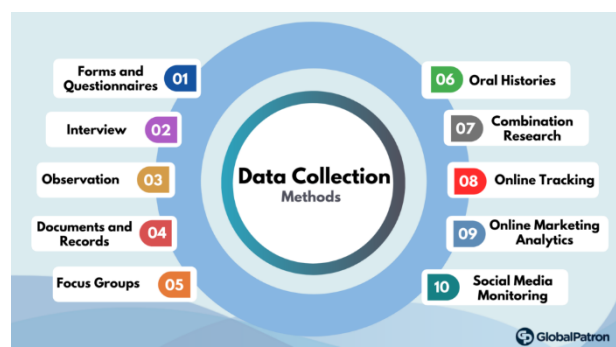 Forms and
Questionnaires
01
Interview
02
Observation
03
Documents and
Records
04
Focus Groups
05
Data Collection
Methods
06
Oral Histories
07
Combination
Research
08
Online Tracking
09
Online Marketing
Analytics
10
Social Media
Monitoring
GlobalPatron